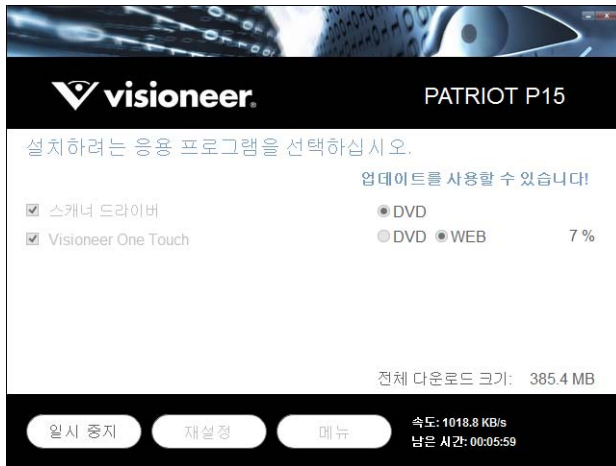 visioneer.
PATRIOT P15
설치하려는 응용 프로그램을 선택하십시오.
업데이트를 사용할 수 있습니다!
스캐너 드라이버 DVD
Visioneer One Touch DVD WEB 7 %
전체 다운로드 크기: 385.4 MB
일시 중지 재설정 메뉴
속도: 1018.8 KB/s
남은 시간: 00:05:59